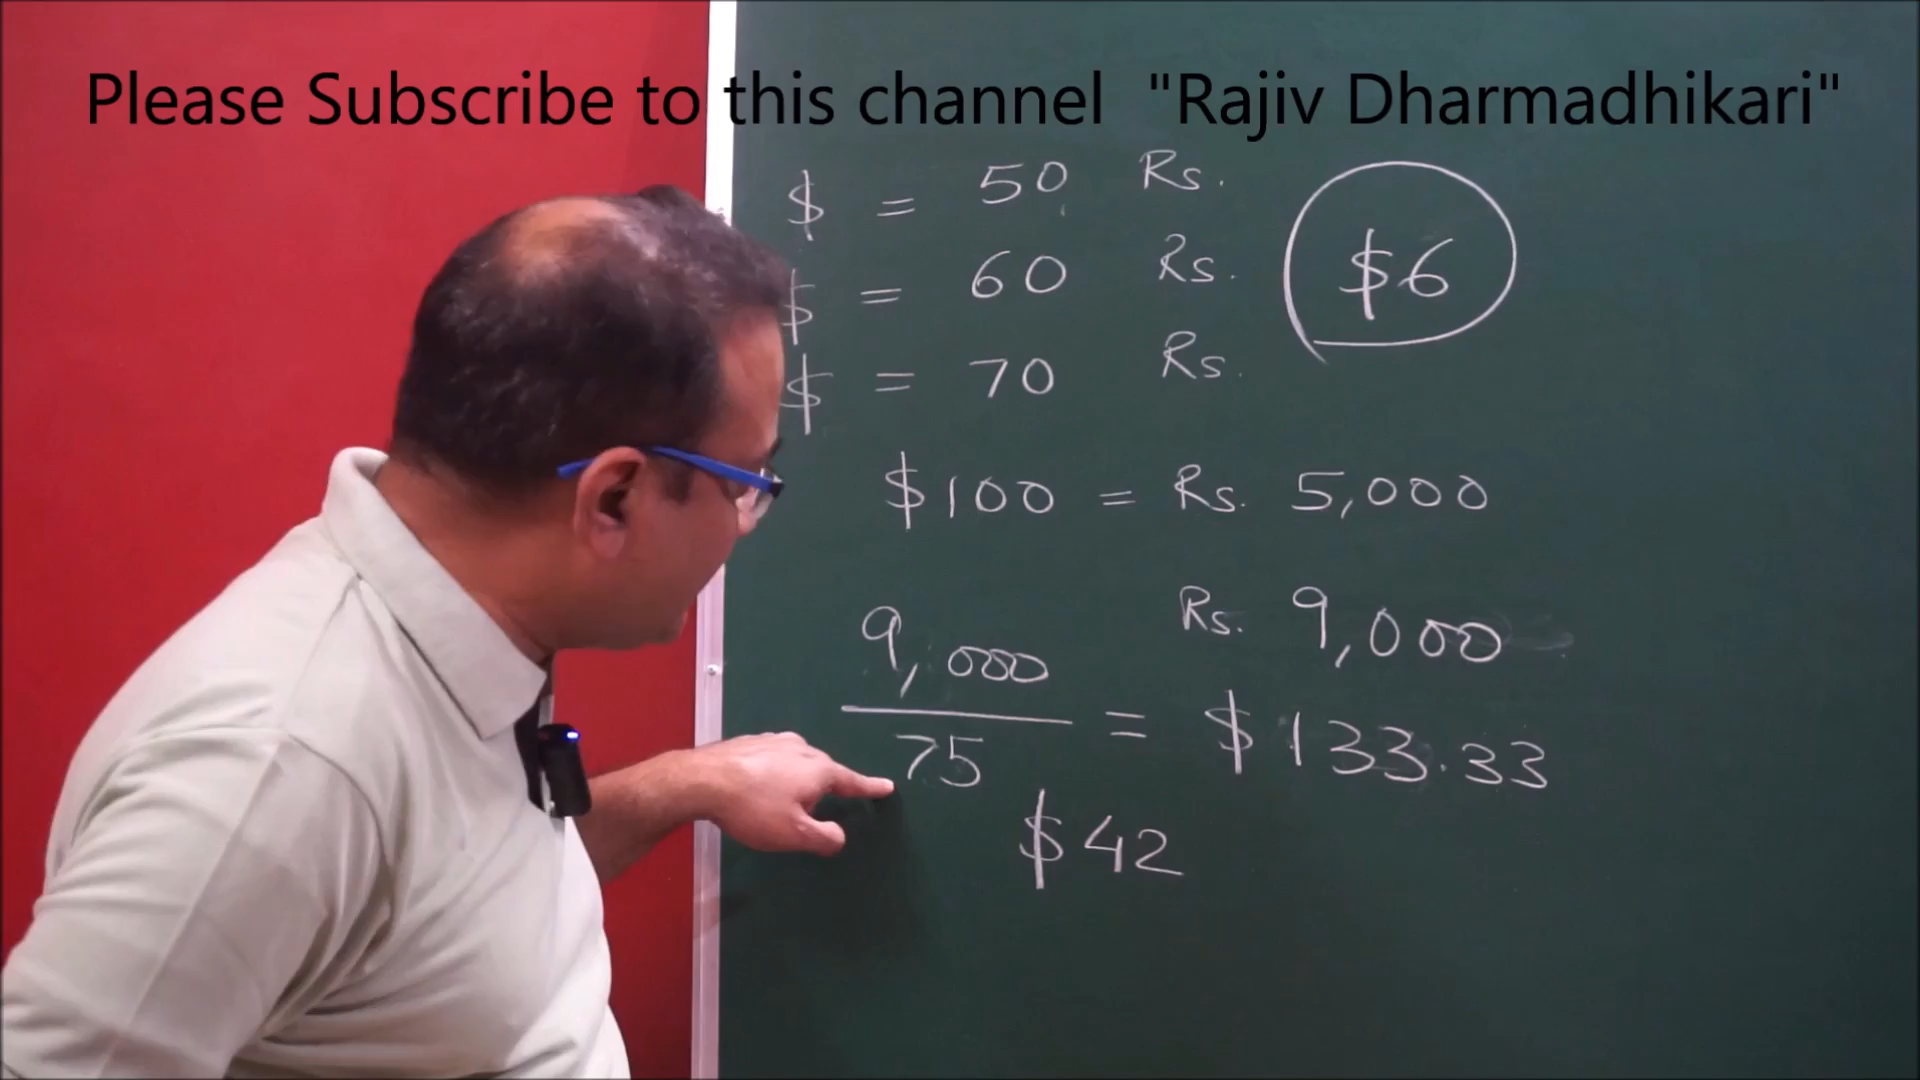 Please Subscribe to this channel "Rajiv Dharmadhikari"
$ = 50 Rs.
$ = 60 Rs.
$6
$ = 70 Rs.
$100 = Rs. 5,000
Rs. 9,000
9,000
75
= $133.33
$42